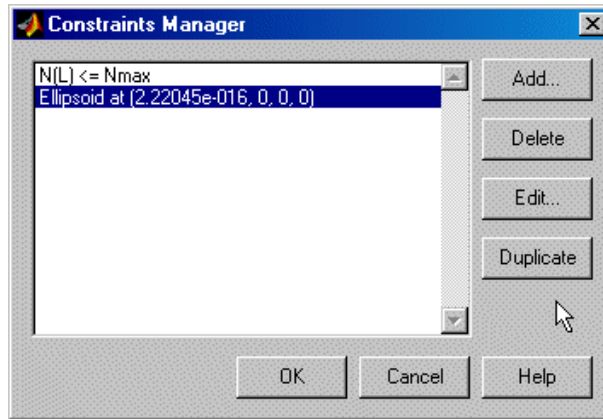 Constraints Manager
N(L) <= Nmax
Ellipsoid at (2.22045e-016, 0, 0, 0)
Add...
Delete
Edit...
Duplicate
OK
Cancel
Help